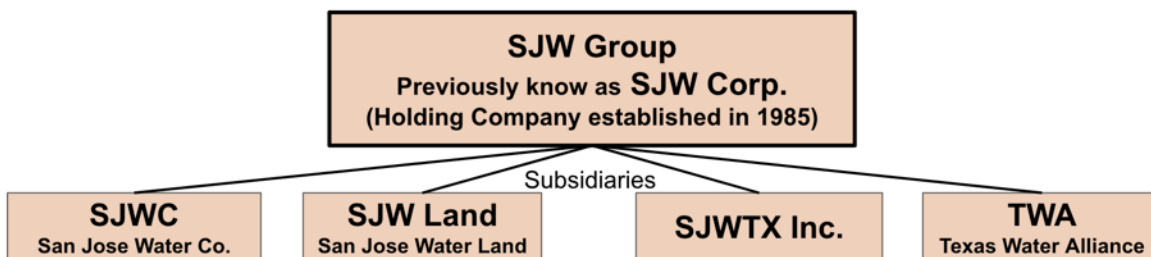 SJW Group
Previously know as SJW Corp.
(Holding Company established in 1985)
Subsidiaries
SJWC
San Jose Water Co.
SJW Land
San Jose Water Land
SJWTX Inc.
TWA
Texas Water Alliance